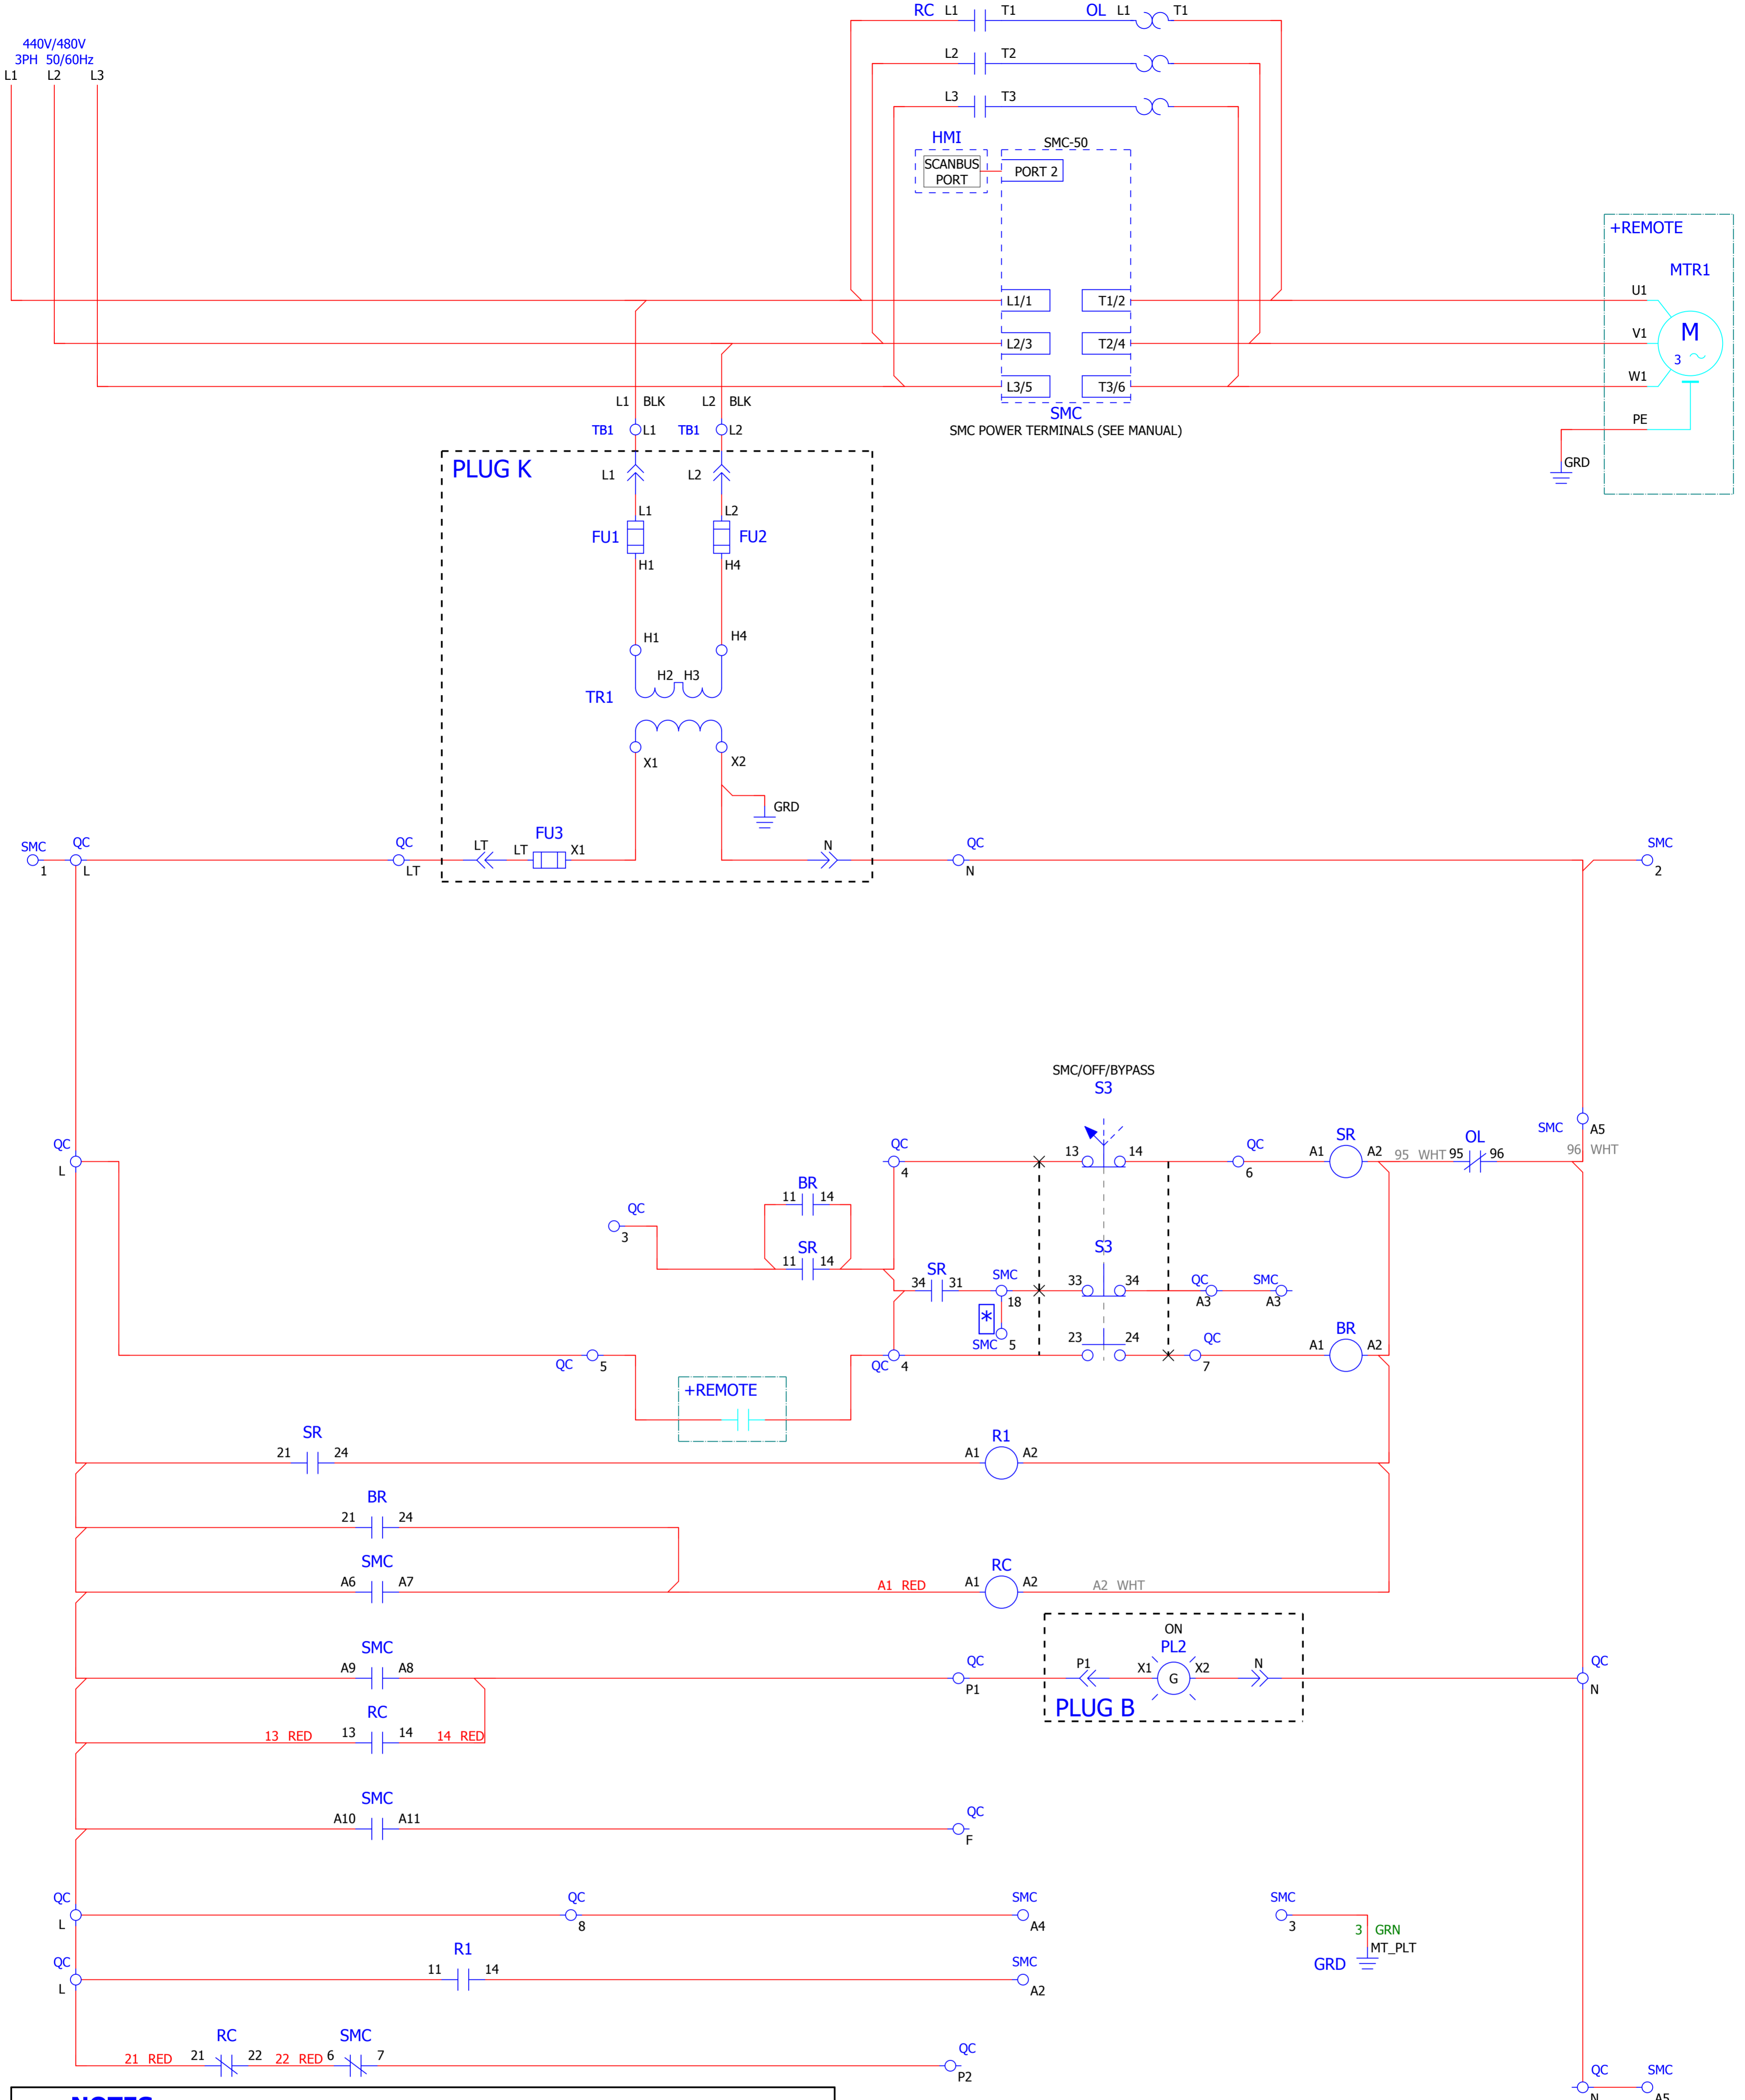 RC L1 T1 OL L1 T1
440V/480V
3PH 50/60Hz
L1 L2 L3
L2 T2
L3 T3
HMI
SMC-50
SCANBUS
PORT
PORT 2
+REMOTE
MTR1
L1/1 T1/2 U1
L2/3 T2/4 V1
M
3
L3/5 T3/6 W1
L1 BLK L2 BLK
SMC
SMC POWER TERMINALS (SEE MANUAL)
PE
GRD
TB1 L1 TB1 L2
PLUG K
L1 L2
L1 L2
FU1 FU2
H1 H4
H1 H4
H2 H3
TR1
X1 X2
GRD
SMC QC QC LT LT FU3 X1 N QC SMC
1 L LT N 2
SMC/OFF/BYPASS
S3
SMC A5
QC 4 13 14 QC 6 A1 SR A2 95 WHT 95 OL 96 96 WHT
QC
L
BR
11 14
QC
3
SR
11 14
S3
SR
34 31 SMC 18 33 34 QC A3 SMC A3
*
SMC 5
23 24 QC 7 A1 BR A2
QC 5 QC 4
+REMOTE
SR
21 24 A1 R1 A2
BR
21 24
SMC
A6 A7 A1 RED A1 RC A2 A2 WHT
ON
PL2
SMC
A9 A8 QC P1 P1 X1 G X2 N QC N
PLUG B
RC
13 RED 13 14 14 RED
SMC
A10 A11 QC F
QC L QC 8 SMC A4 SMC 3
3 GRN
MT_PLT
GRD
QC L R1 11 14 SMC A2
RC SMC
21 RED 21 22 22 RED 6 7 QC P2
QC N SMC A5
NOTES